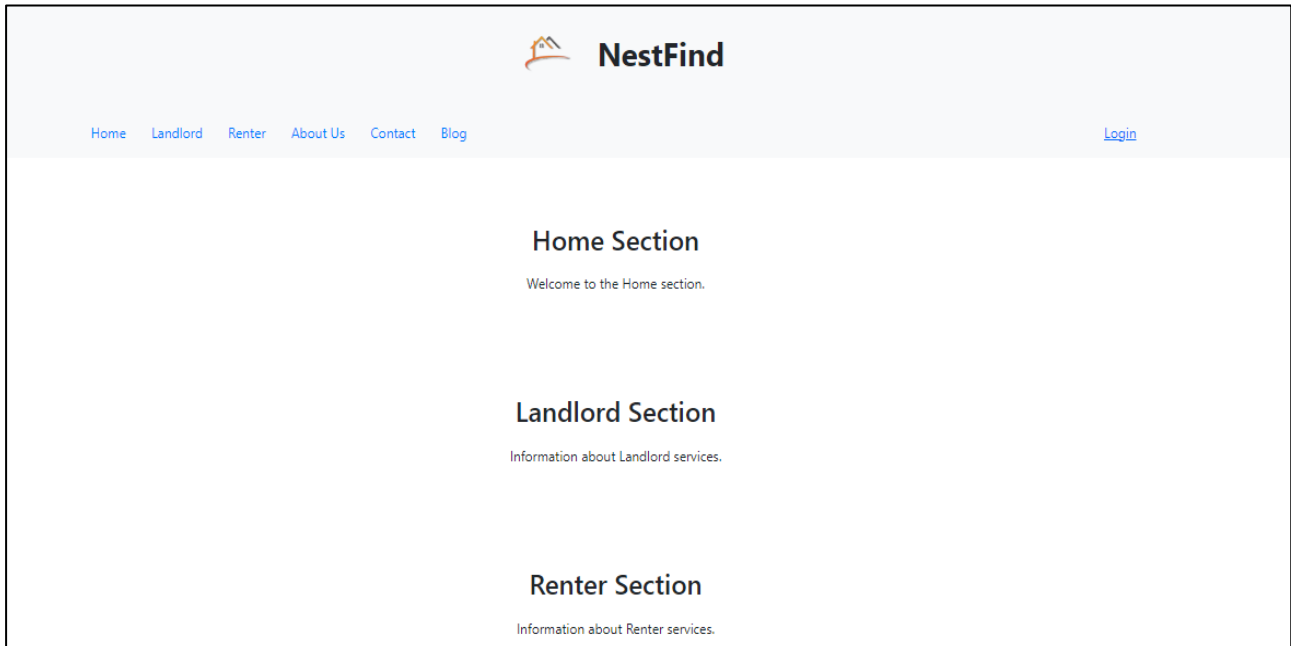 NestFind
Home Landlord Renter About Us Contact Blog Login
Home Section
Welcome to the Home section.
Landlord Section
Information about Landlord services.
Renter Section
Information about Renter services.